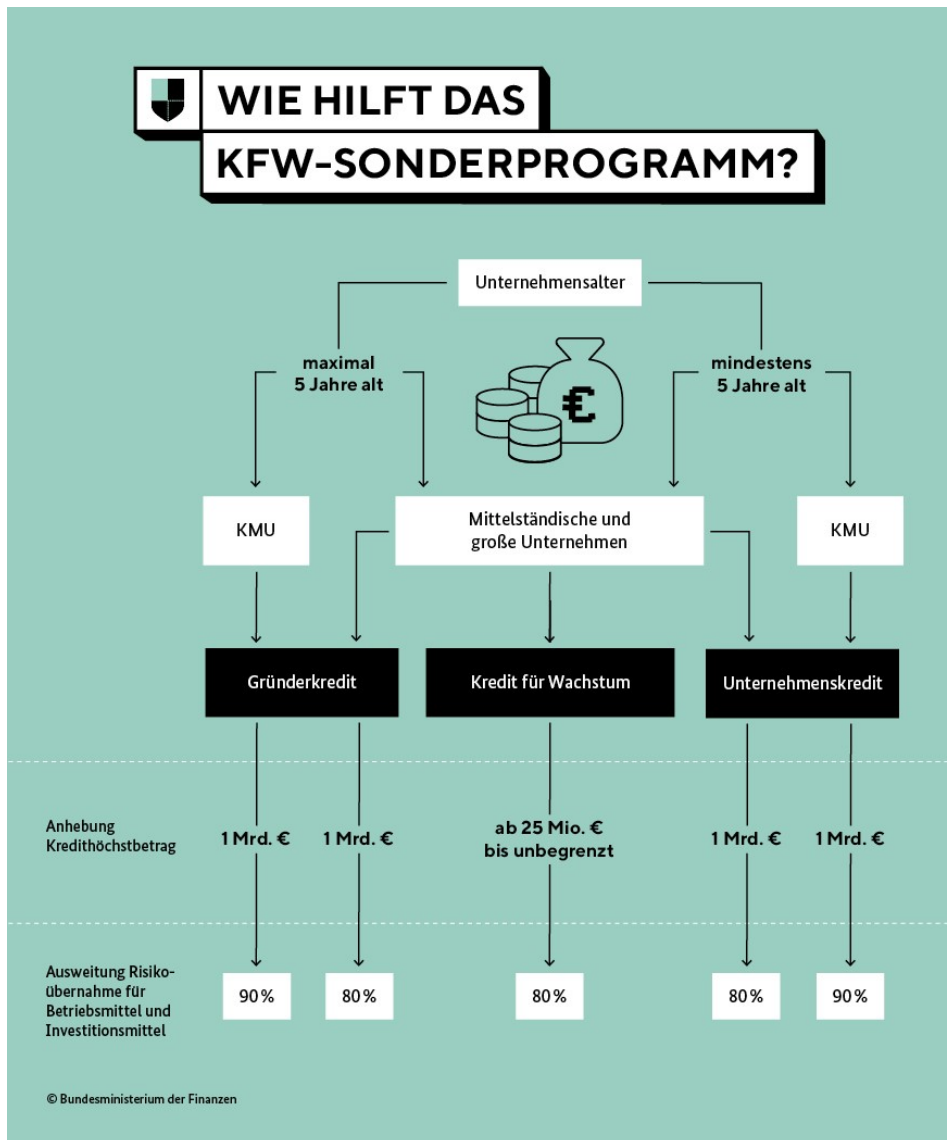 WIE HILFT DAS
KFW-SONDERPROGRAMM?
Unternehmensalter
maximal
5 Jahre alt
mindestens
5 Jahre alt
€
KMU
Mittelständische und
große Unternehmen
KMU
Gründerkredit
Kredit für Wachstum
Unternehmenskredit
Anhebung
Kredithöchstbetrag
1 Mrd. €
1 Mrd. €
ab 25 Mio. €
bis unbegrenzt
1 Mrd. €
1 Mrd. €
Ausweitung Risiko-
übernahme für
Betriebsmittel und
Investitionsmittel
90 %
80 %
80 %
80 %
90 %
© Bundesministerium der Finanzen